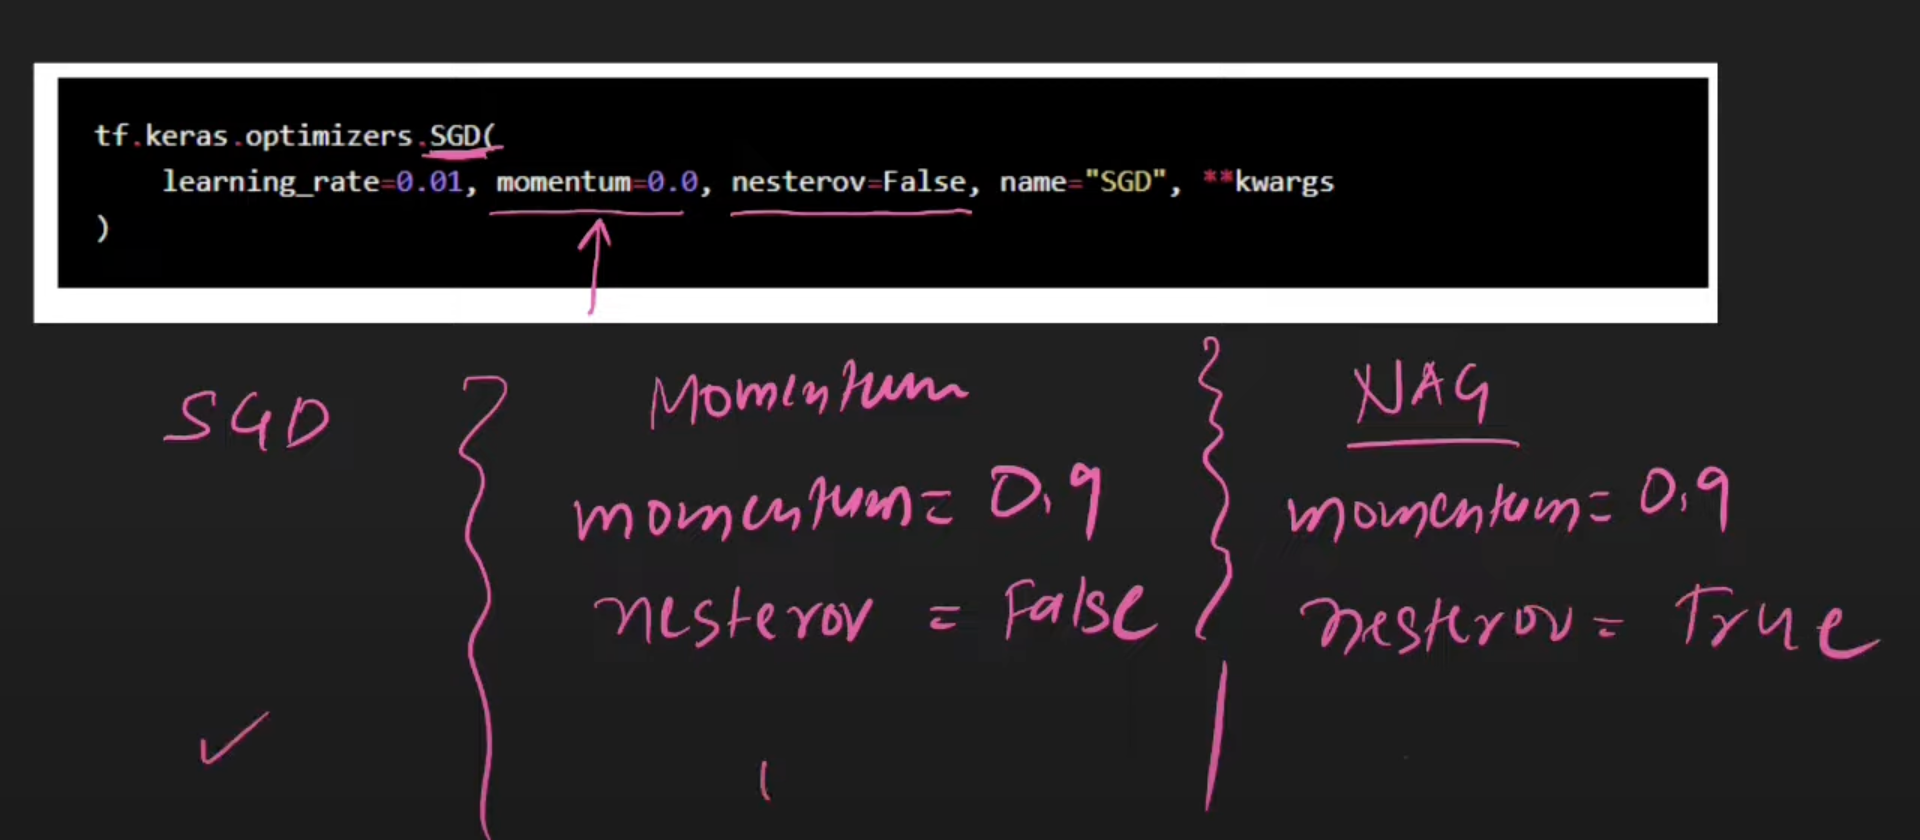 tf.keras.optimizers.SGD(
learning_rate=0.01, momentum=0.0, nesterov=False, name="SGD", **kwargs
)
SGD
Momentum
momentum = 0.9
nesterov = False
NAG
momentum = 0.9
nesterov = True